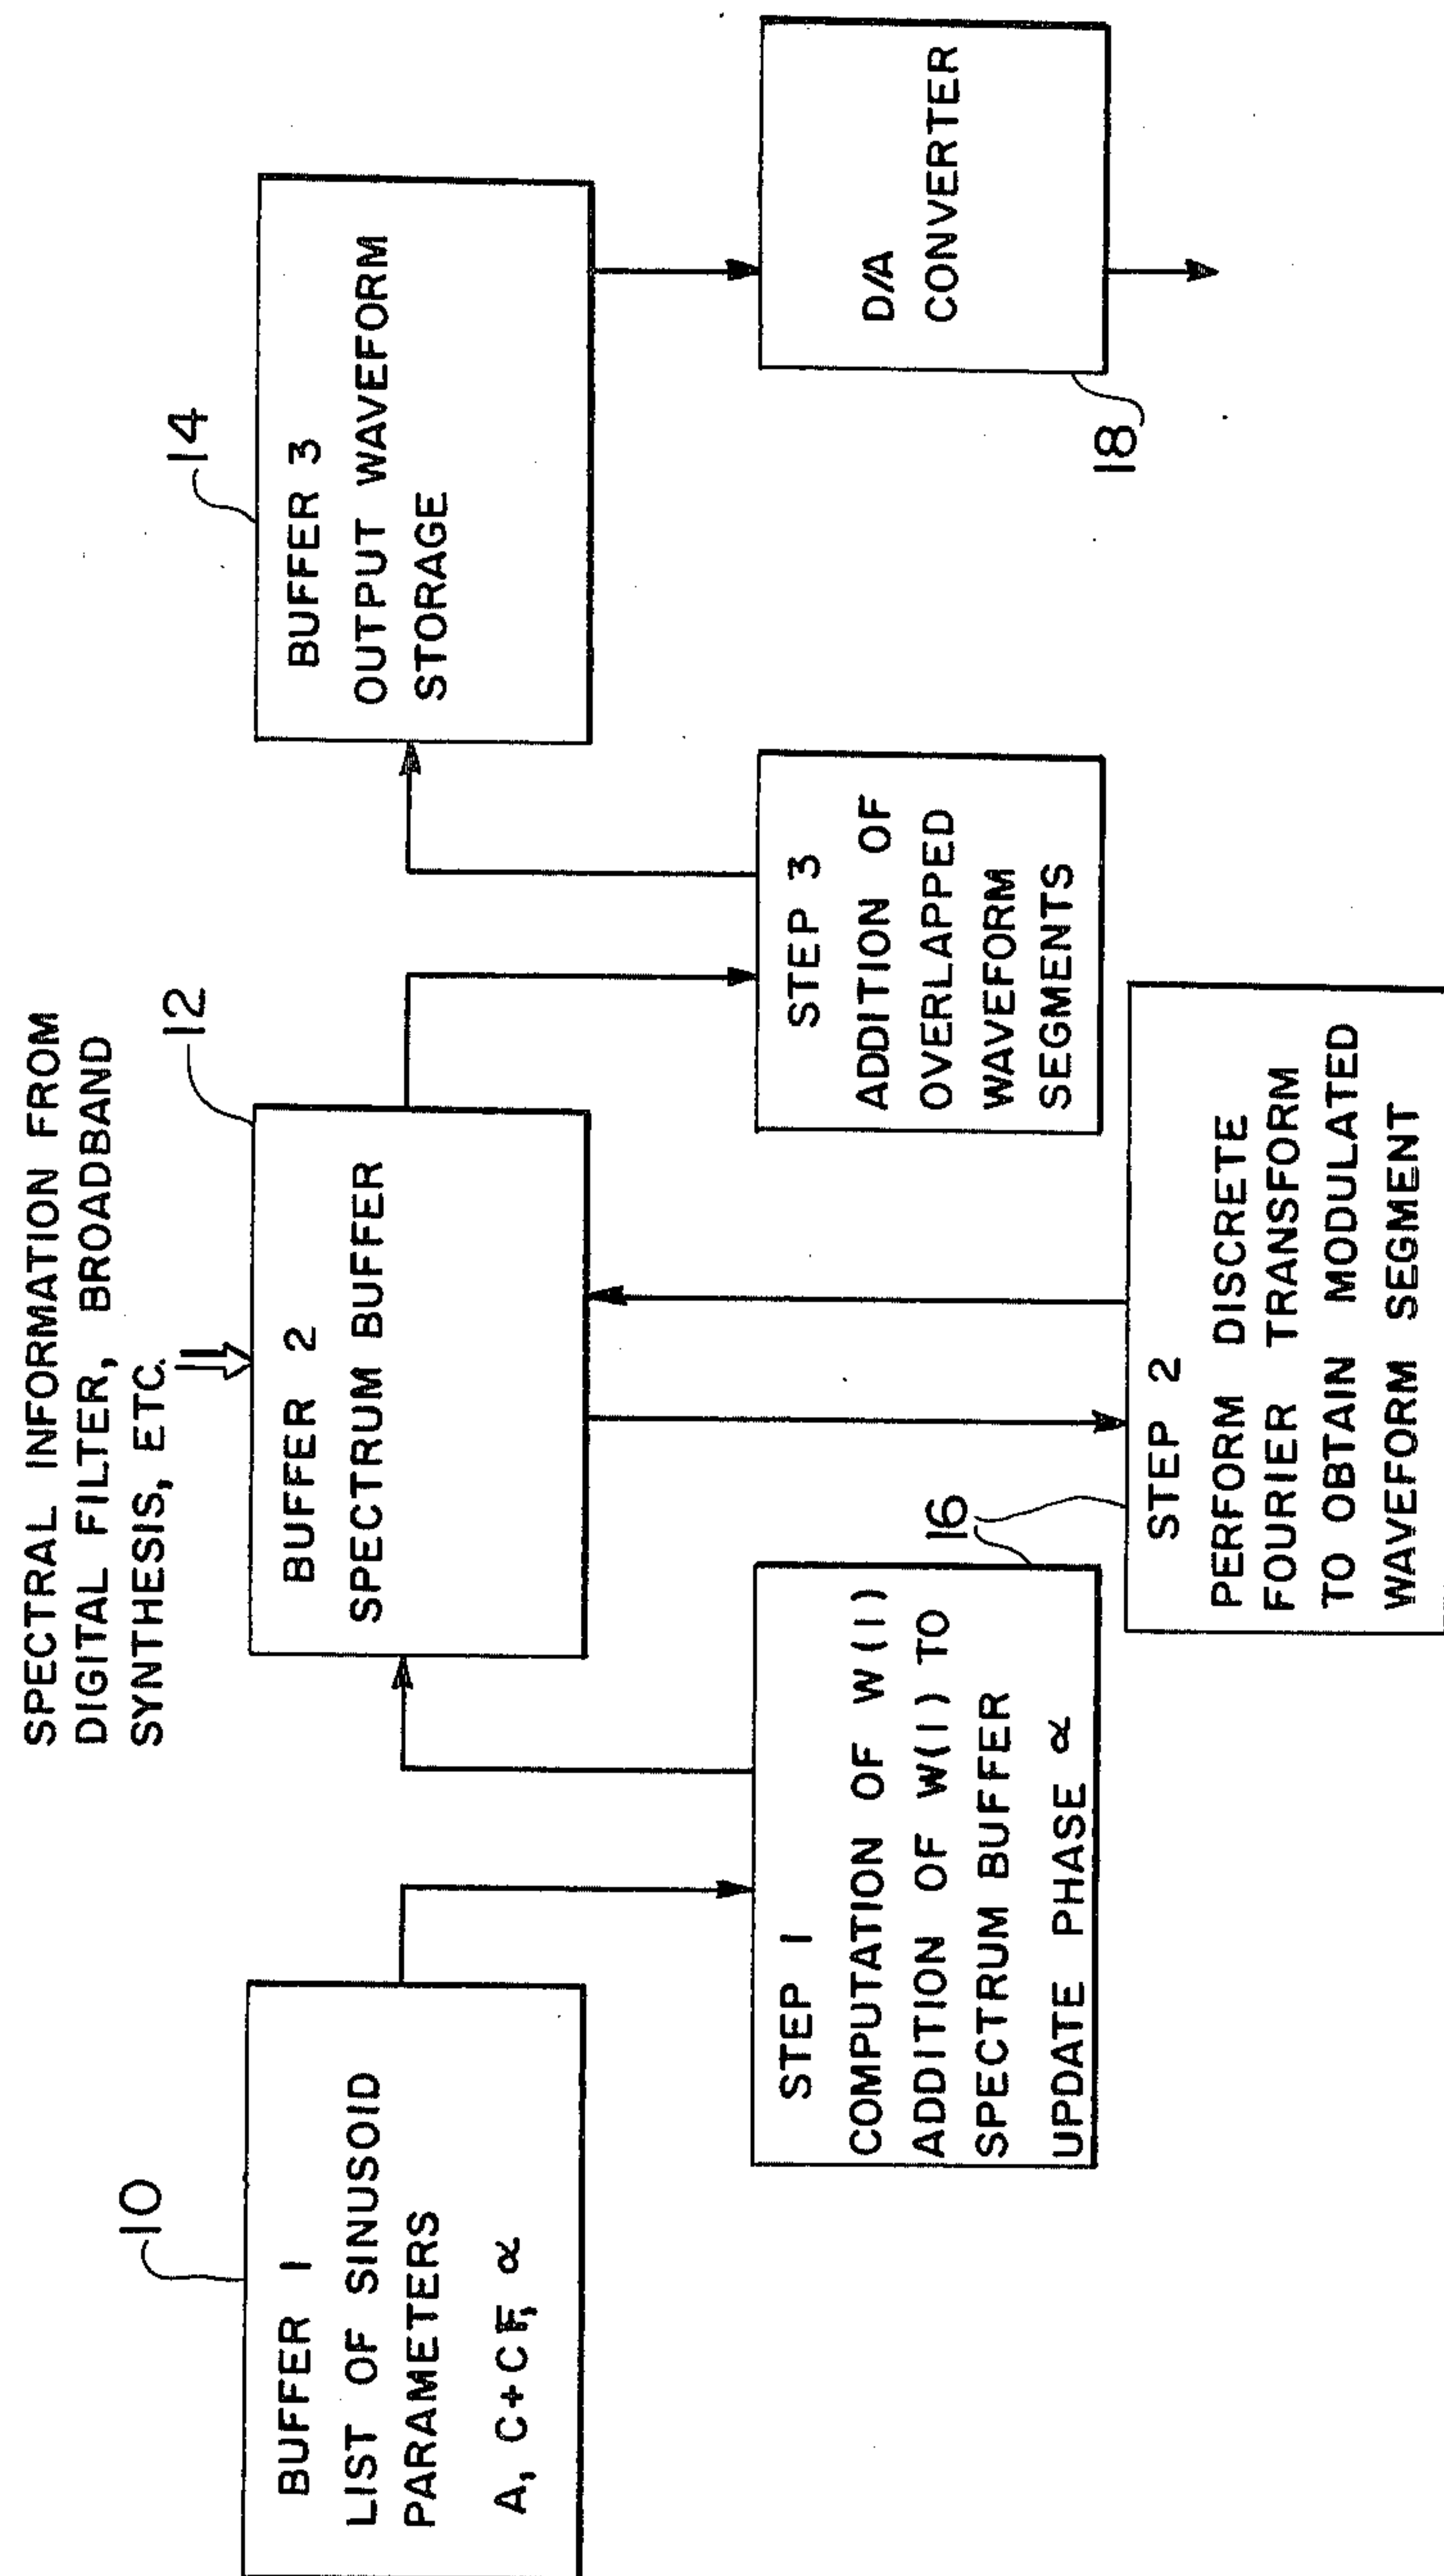 SPECTRAL INFORMATION FROM
DIGITAL FILTER, BROADBAND
SYNTHESIS, ETC.
10
BUFFER 1
LIST OF SINUSOID
PARAMETERS
A, C+CF, α
12
BUFFER 2
SPECTRUM BUFFER
14
BUFFER 3
OUTPUT WAVEFORM
STORAGE
STEP 1
COMPUTATION OF W(I)
ADDITION OF W(I) TO
SPECTRUM BUFFER
UPDATE PHASE α
16
STEP 2
PERFORM DISCRETE
FOURIER TRANSFORM
TO OBTAIN MODULATED
WAVEFORM SEGMENT
STEP 3
ADDITION OF
OVERLAPPED
WAVEFORM
SEGMENTS
D/A
CONVERTER
18